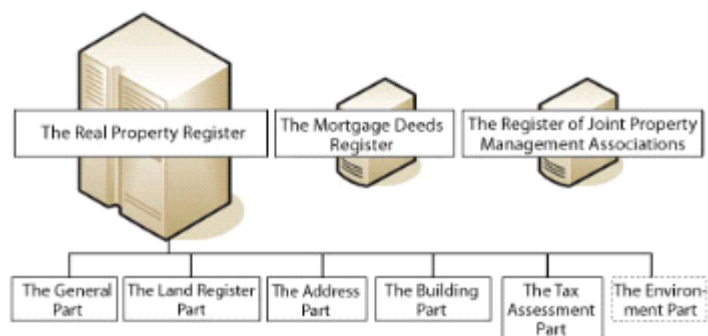 The Real Property Register
The Mortgage Deeds
Register
The Register of Joint Property
Management Associations
The General
Part
The Land Register
Part
The Address
Part
The Building
Part
The Tax
Assessment
Part
The Environ-
ment Part